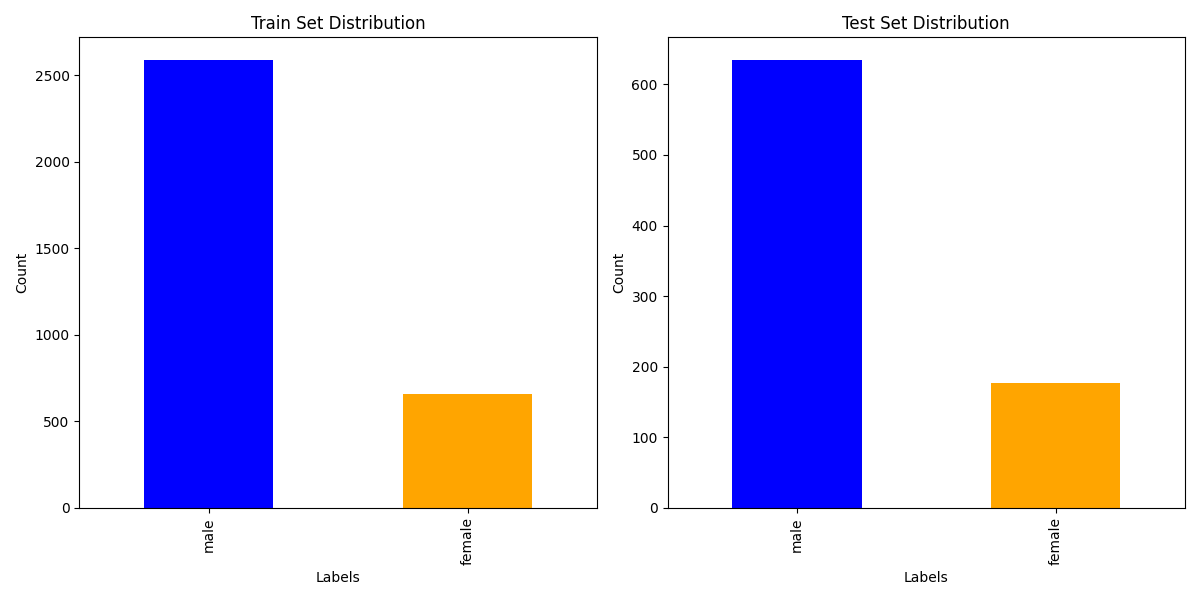 Train Set Distribution
2500
2000
1500
1000
500
0
Count
male
female
Labels
Test Set Distribution
600
500
400
300
200
100
0
Count
male
female
Labels